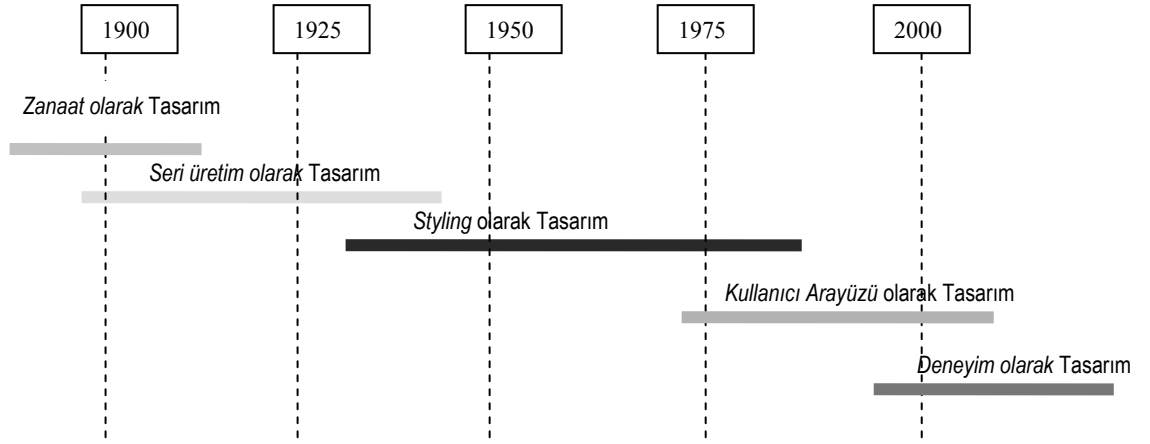 1900 1925 1950 1975 2000
Zanaat olarak Tasarım
Seri üretim olarak Tasarım
Styling olarak Tasarım
Kullanıcı Arayüzü olarak Tasarım
Deneyim olarak Tasarım